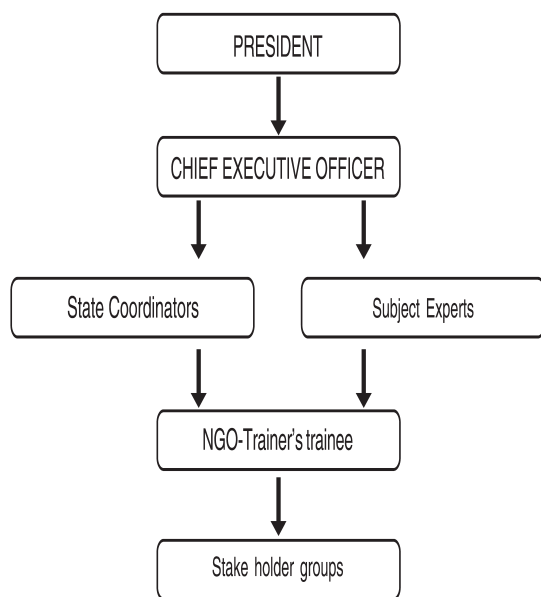 PRESIDENT
CHIEF EXECUTIVE OFFICER
State Coordinators
Subject Experts
NGO-Trainer's trainee
Stake holder groups